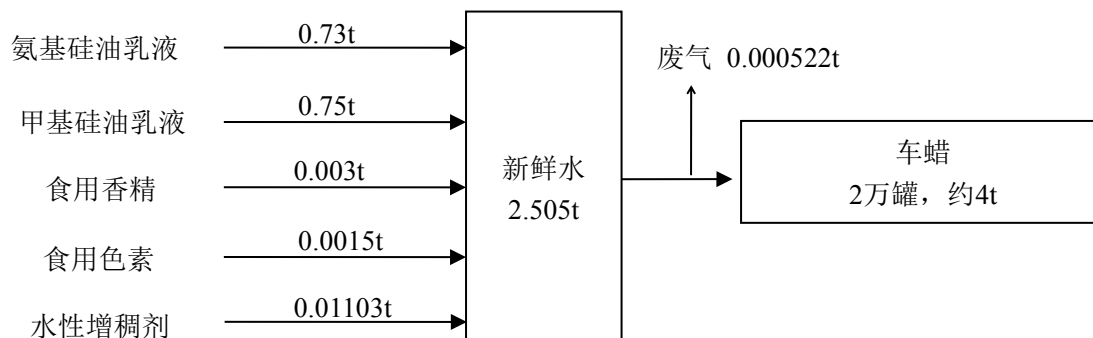 氨基硅油乳液
0.73t
甲基硅油乳液
0.75t
食用香精
0.003t
食用色素
0.0015t
水性增稠剂
0.01103t
新鲜水
2.505t
废气 0.000522t
车蜡
2万罐，约4t